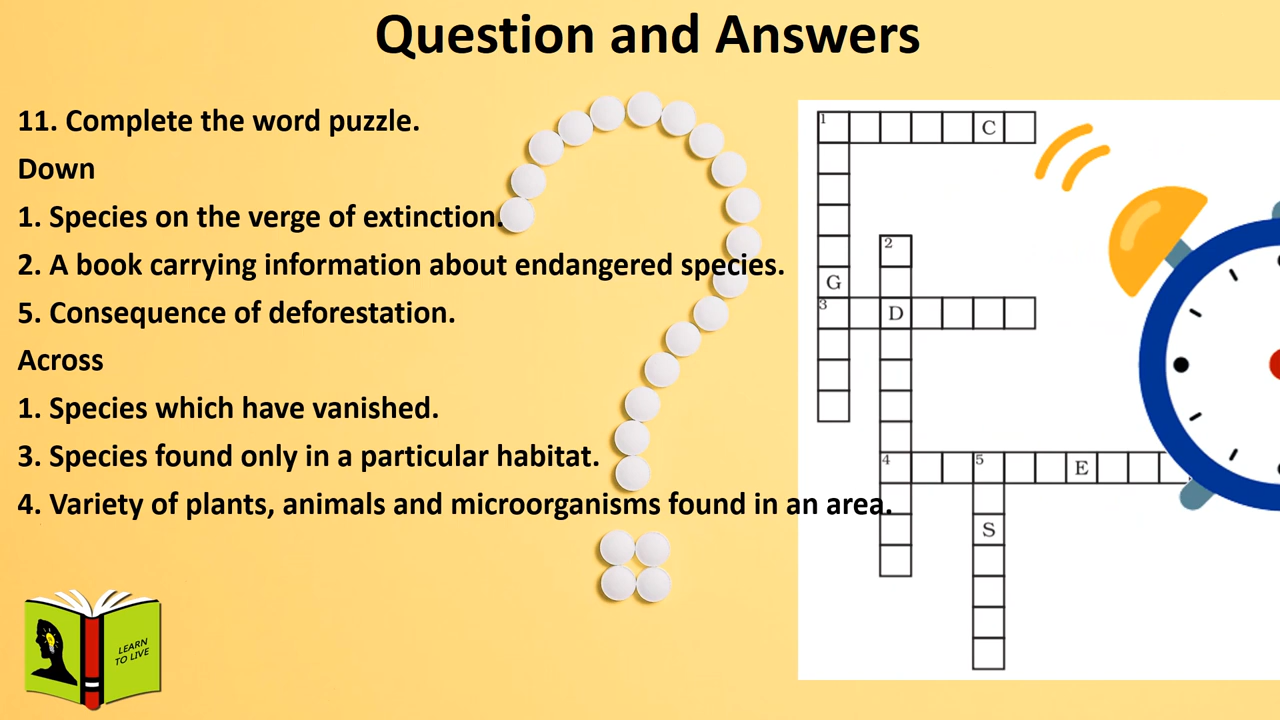 Question and Answers
11. Complete the word puzzle.
Down
1. Species on the verge of extinction.
2. A book carrying information about endangered species.
5. Consequence of deforestation.
Across
1. Species which have vanished.
3. Species found only in a particular habitat.
4. Variety of plants, animals and microorganisms found in an area.
1 C
2
G
3 D
4 5 E
S
LEARN
TO LIVE